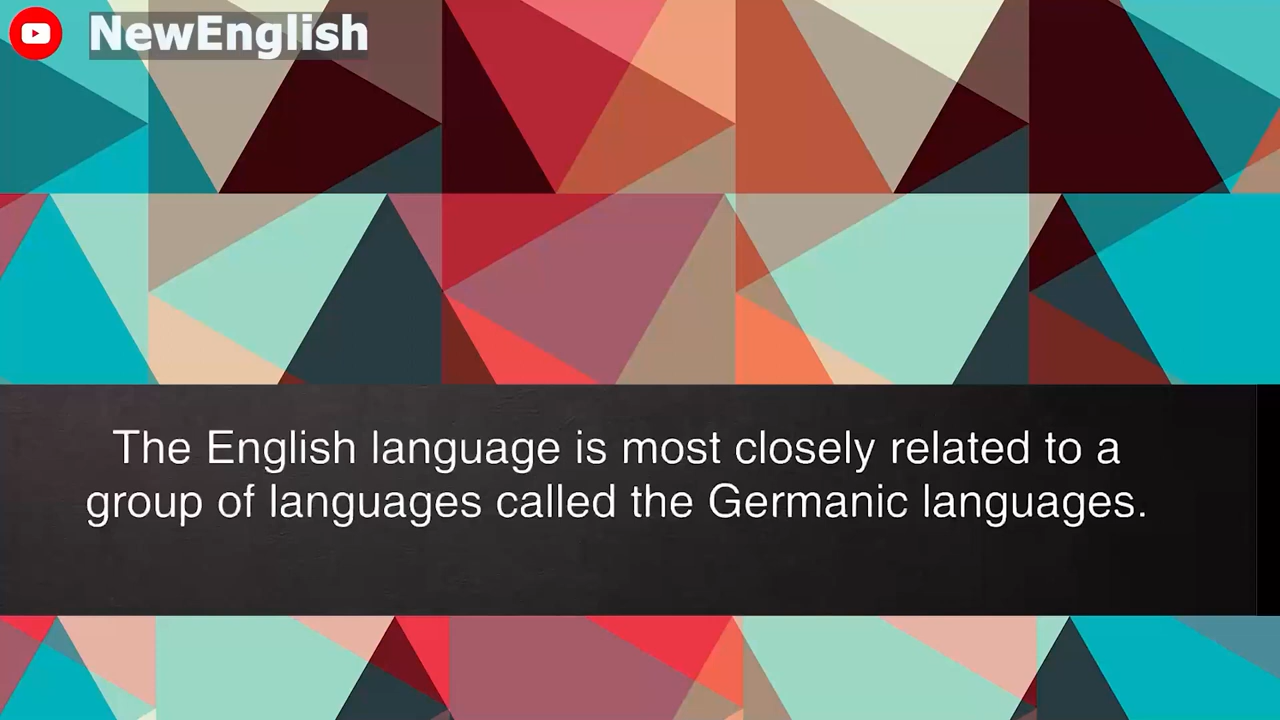 NewEnglish
The English language is most closely related to a
group of languages called the Germanic languages.